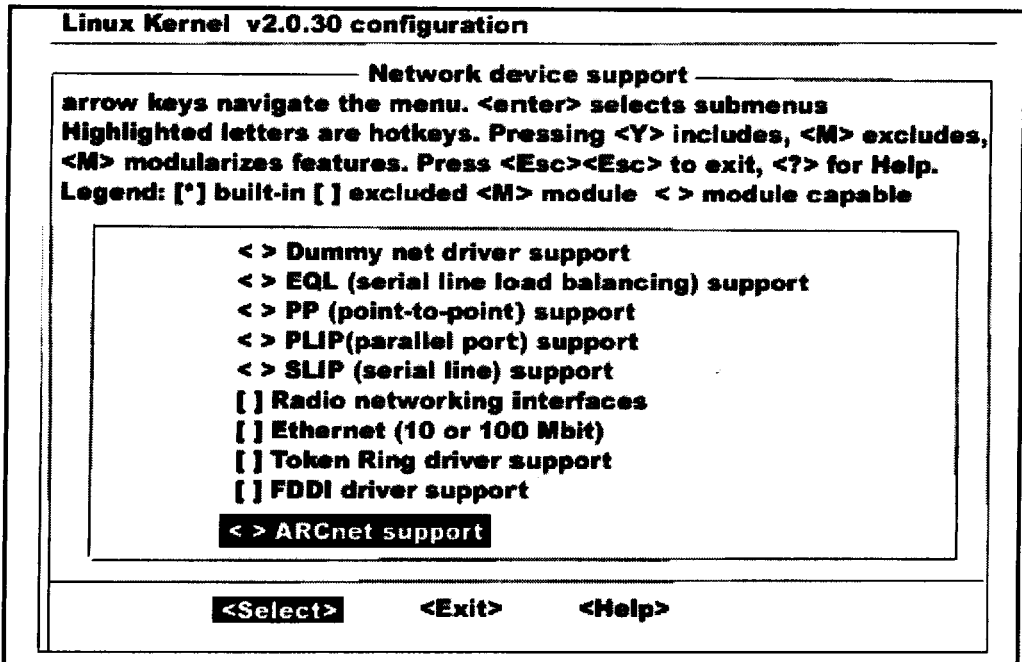 Linux Kernel v2.0.30 configuration
Network device support
arrow keys navigate the menu. <enter> selects submenus
Highlighted letters are hotkeys. Pressing <Y> includes, <M> excludes,
<M> modularizes features. Press <Esc><Esc> to exit, <?> for Help.
Legend: [*] built-in [ ] excluded <M> module < > module capable
< > Dummy net driver support
< > EQL (serial line load balancing) support
< > PP (point-to-point) support
< > PLIP(parallel port) support
< > SLIP (serial line) support
[ ] Radio networking interfaces
[ ] Ethernet (10 or 100 Mbit)
[ ] Token Ring driver support
[ ] FDDI driver support
< > ARCnet support
<Select> <Exit> <Help>